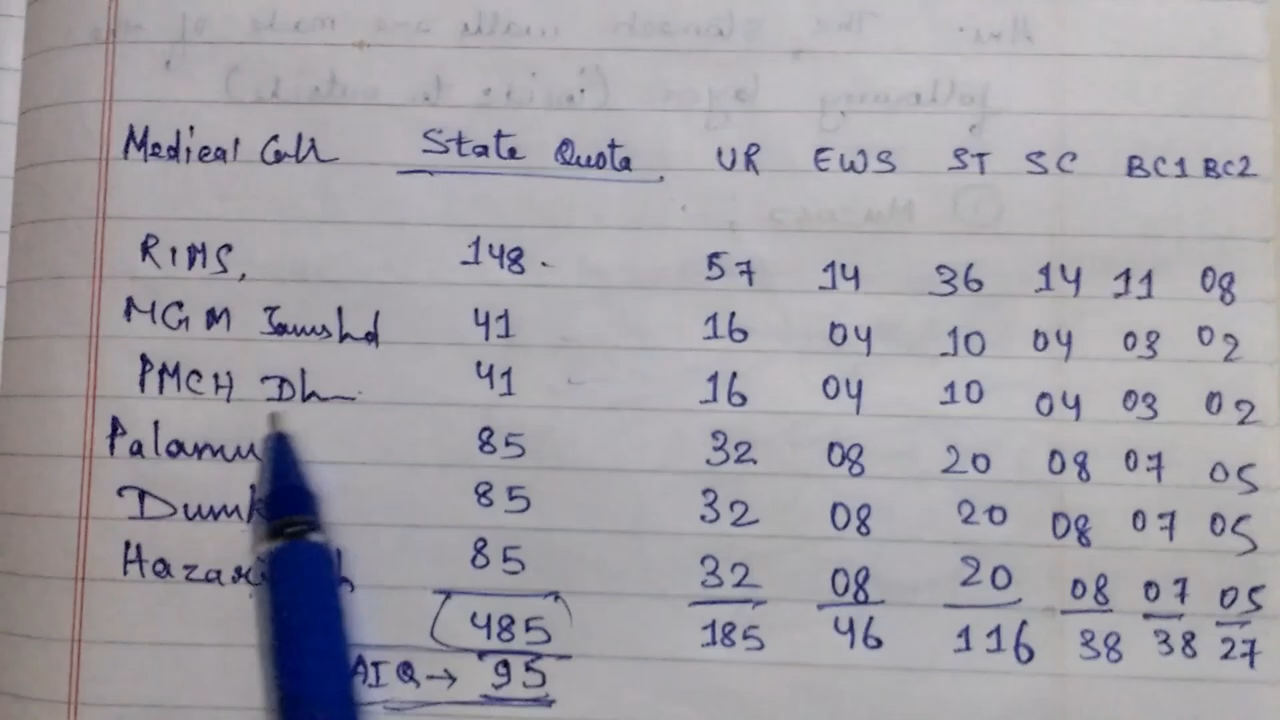 Medical Coll State Quota UR EWS ST SC BC1 BC2
RIMS, 148 - 57 14 36 14 11 08
MGM Jamshd 41 16 04 10 04 03 02
PMCH Dh 41 - 16 04 10 04 03 02
Palamu 85 32 08 20 08 07 05
Dumk 85 32 08 20 08 07 05
85 32 08 20 08 07 05
485 185 46 116 38 38 27
AIQ → 95